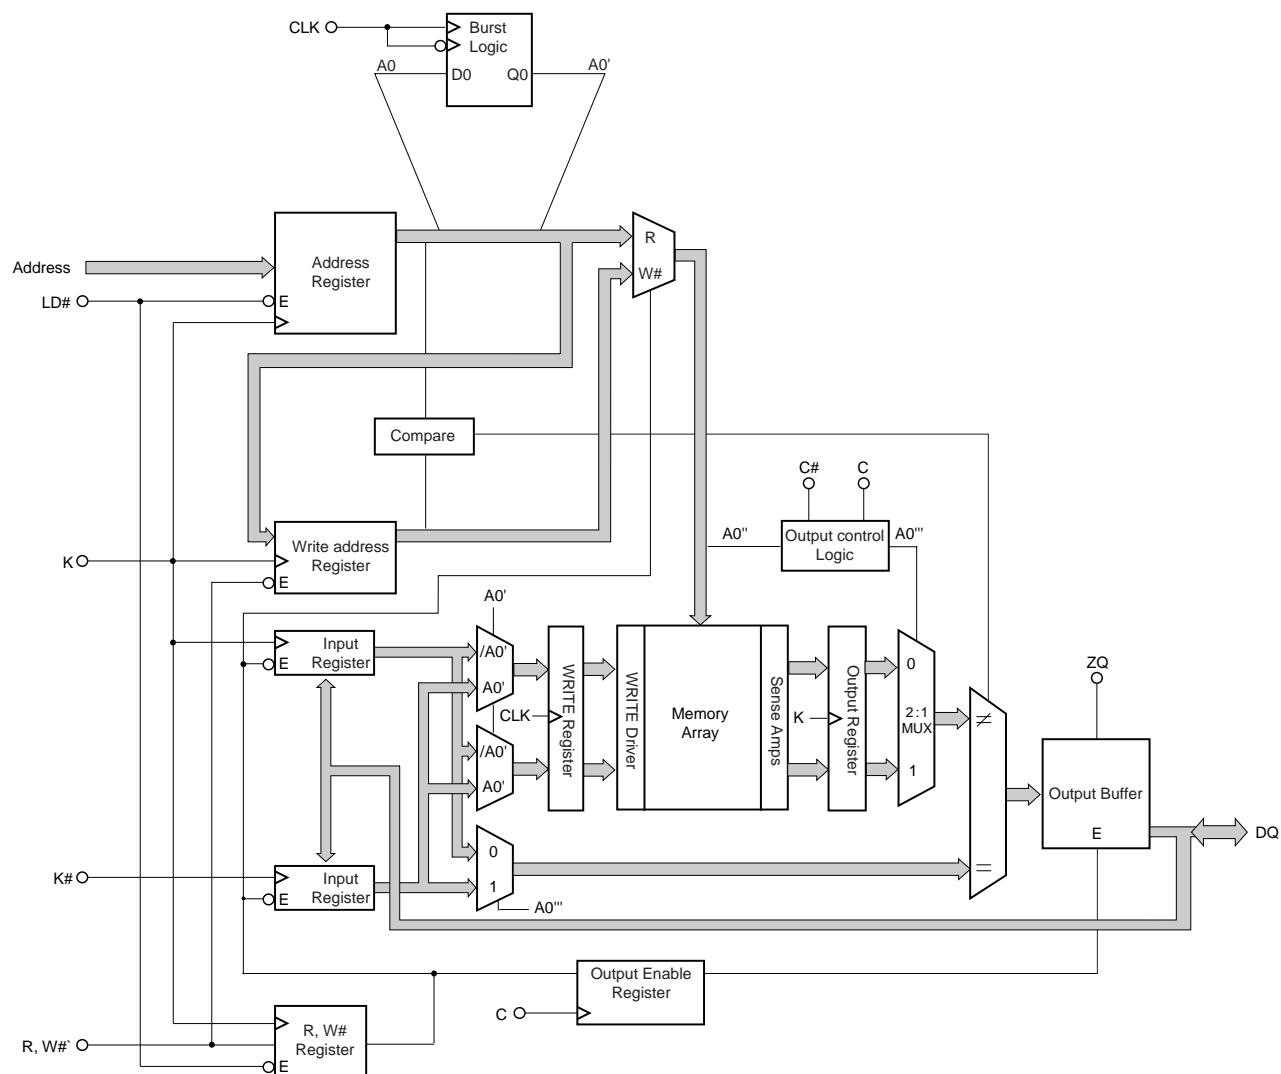 CLK
Burst
Logic
A0
D0
Q0
A0'
Address
Address
Register
R
W#
LD#
E
Compare
C#
C
A0''
Output control
Logic
A0'''
K
Write address
Register
E
A0'
Input
Register
E
/A0'
A0'
CLK
/A0'
A0'
WRITE Register
WRITE Driver
Memory
Array
Sense Amps
K
Output Register
0
2:1
MUX
1
≠
=
ZQ
Output Buffer
E
DQ
K#
Input
Register
E
0
1
A0'''
Output Enable
Register
C
R, W#`
R, W#
Register
E